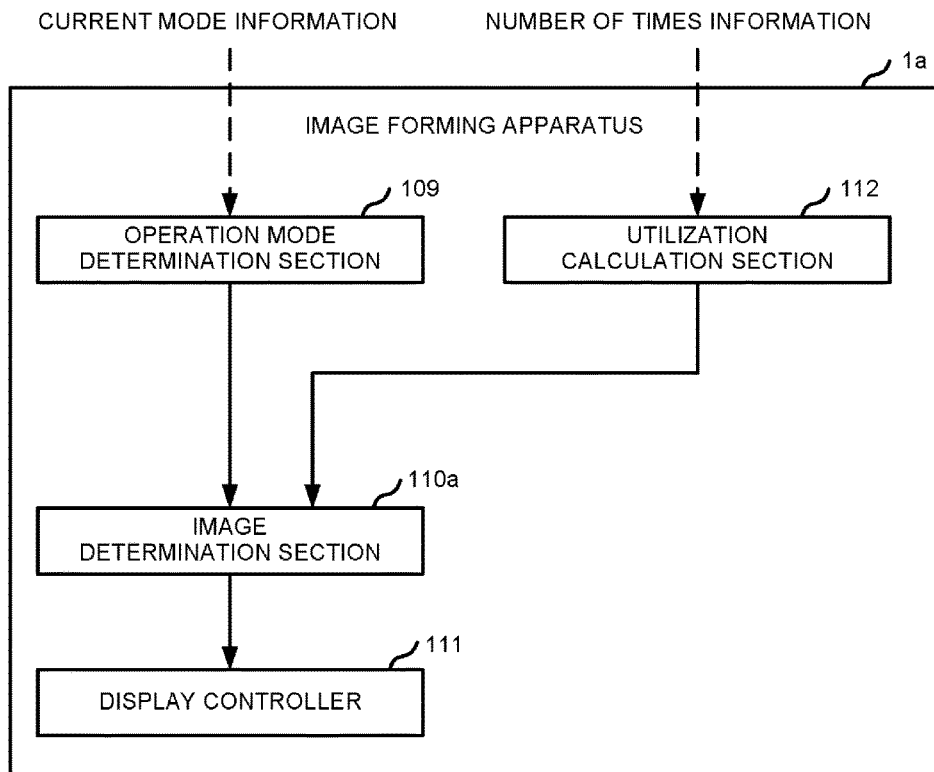 CURRENT MODE INFORMATION
NUMBER OF TIMES INFORMATION
1a
IMAGE FORMING APPARATUS
109
112
OPERATION MODE
DETERMINATION SECTION
UTILIZATION
CALCULATION SECTION
110a
IMAGE
DETERMINATION SECTION
111
DISPLAY CONTROLLER